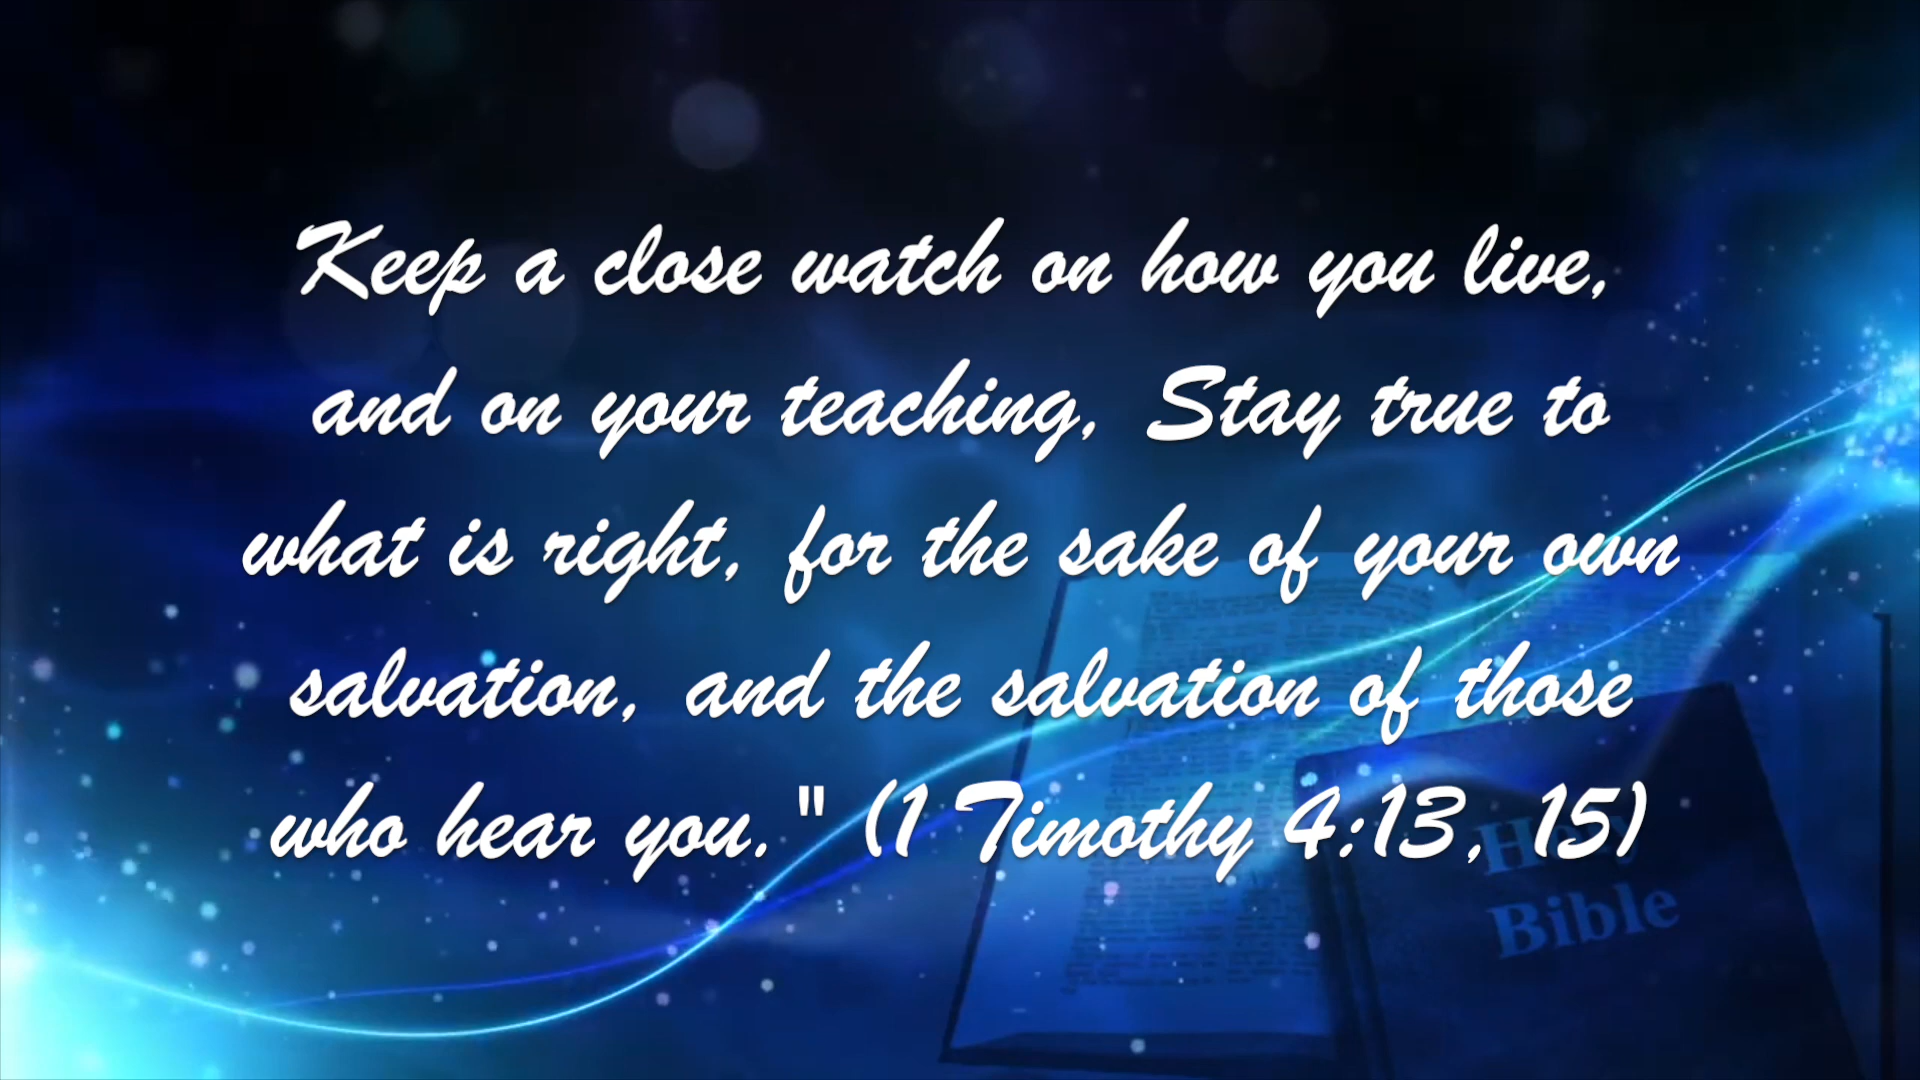 Keep a close watch on how you live,
and on your teaching, Stay true to
what is right, for the sake of your own
salvation, and the salvation of those
who hear you." (1 Timothy 4:13, 15)
Holy
Bible